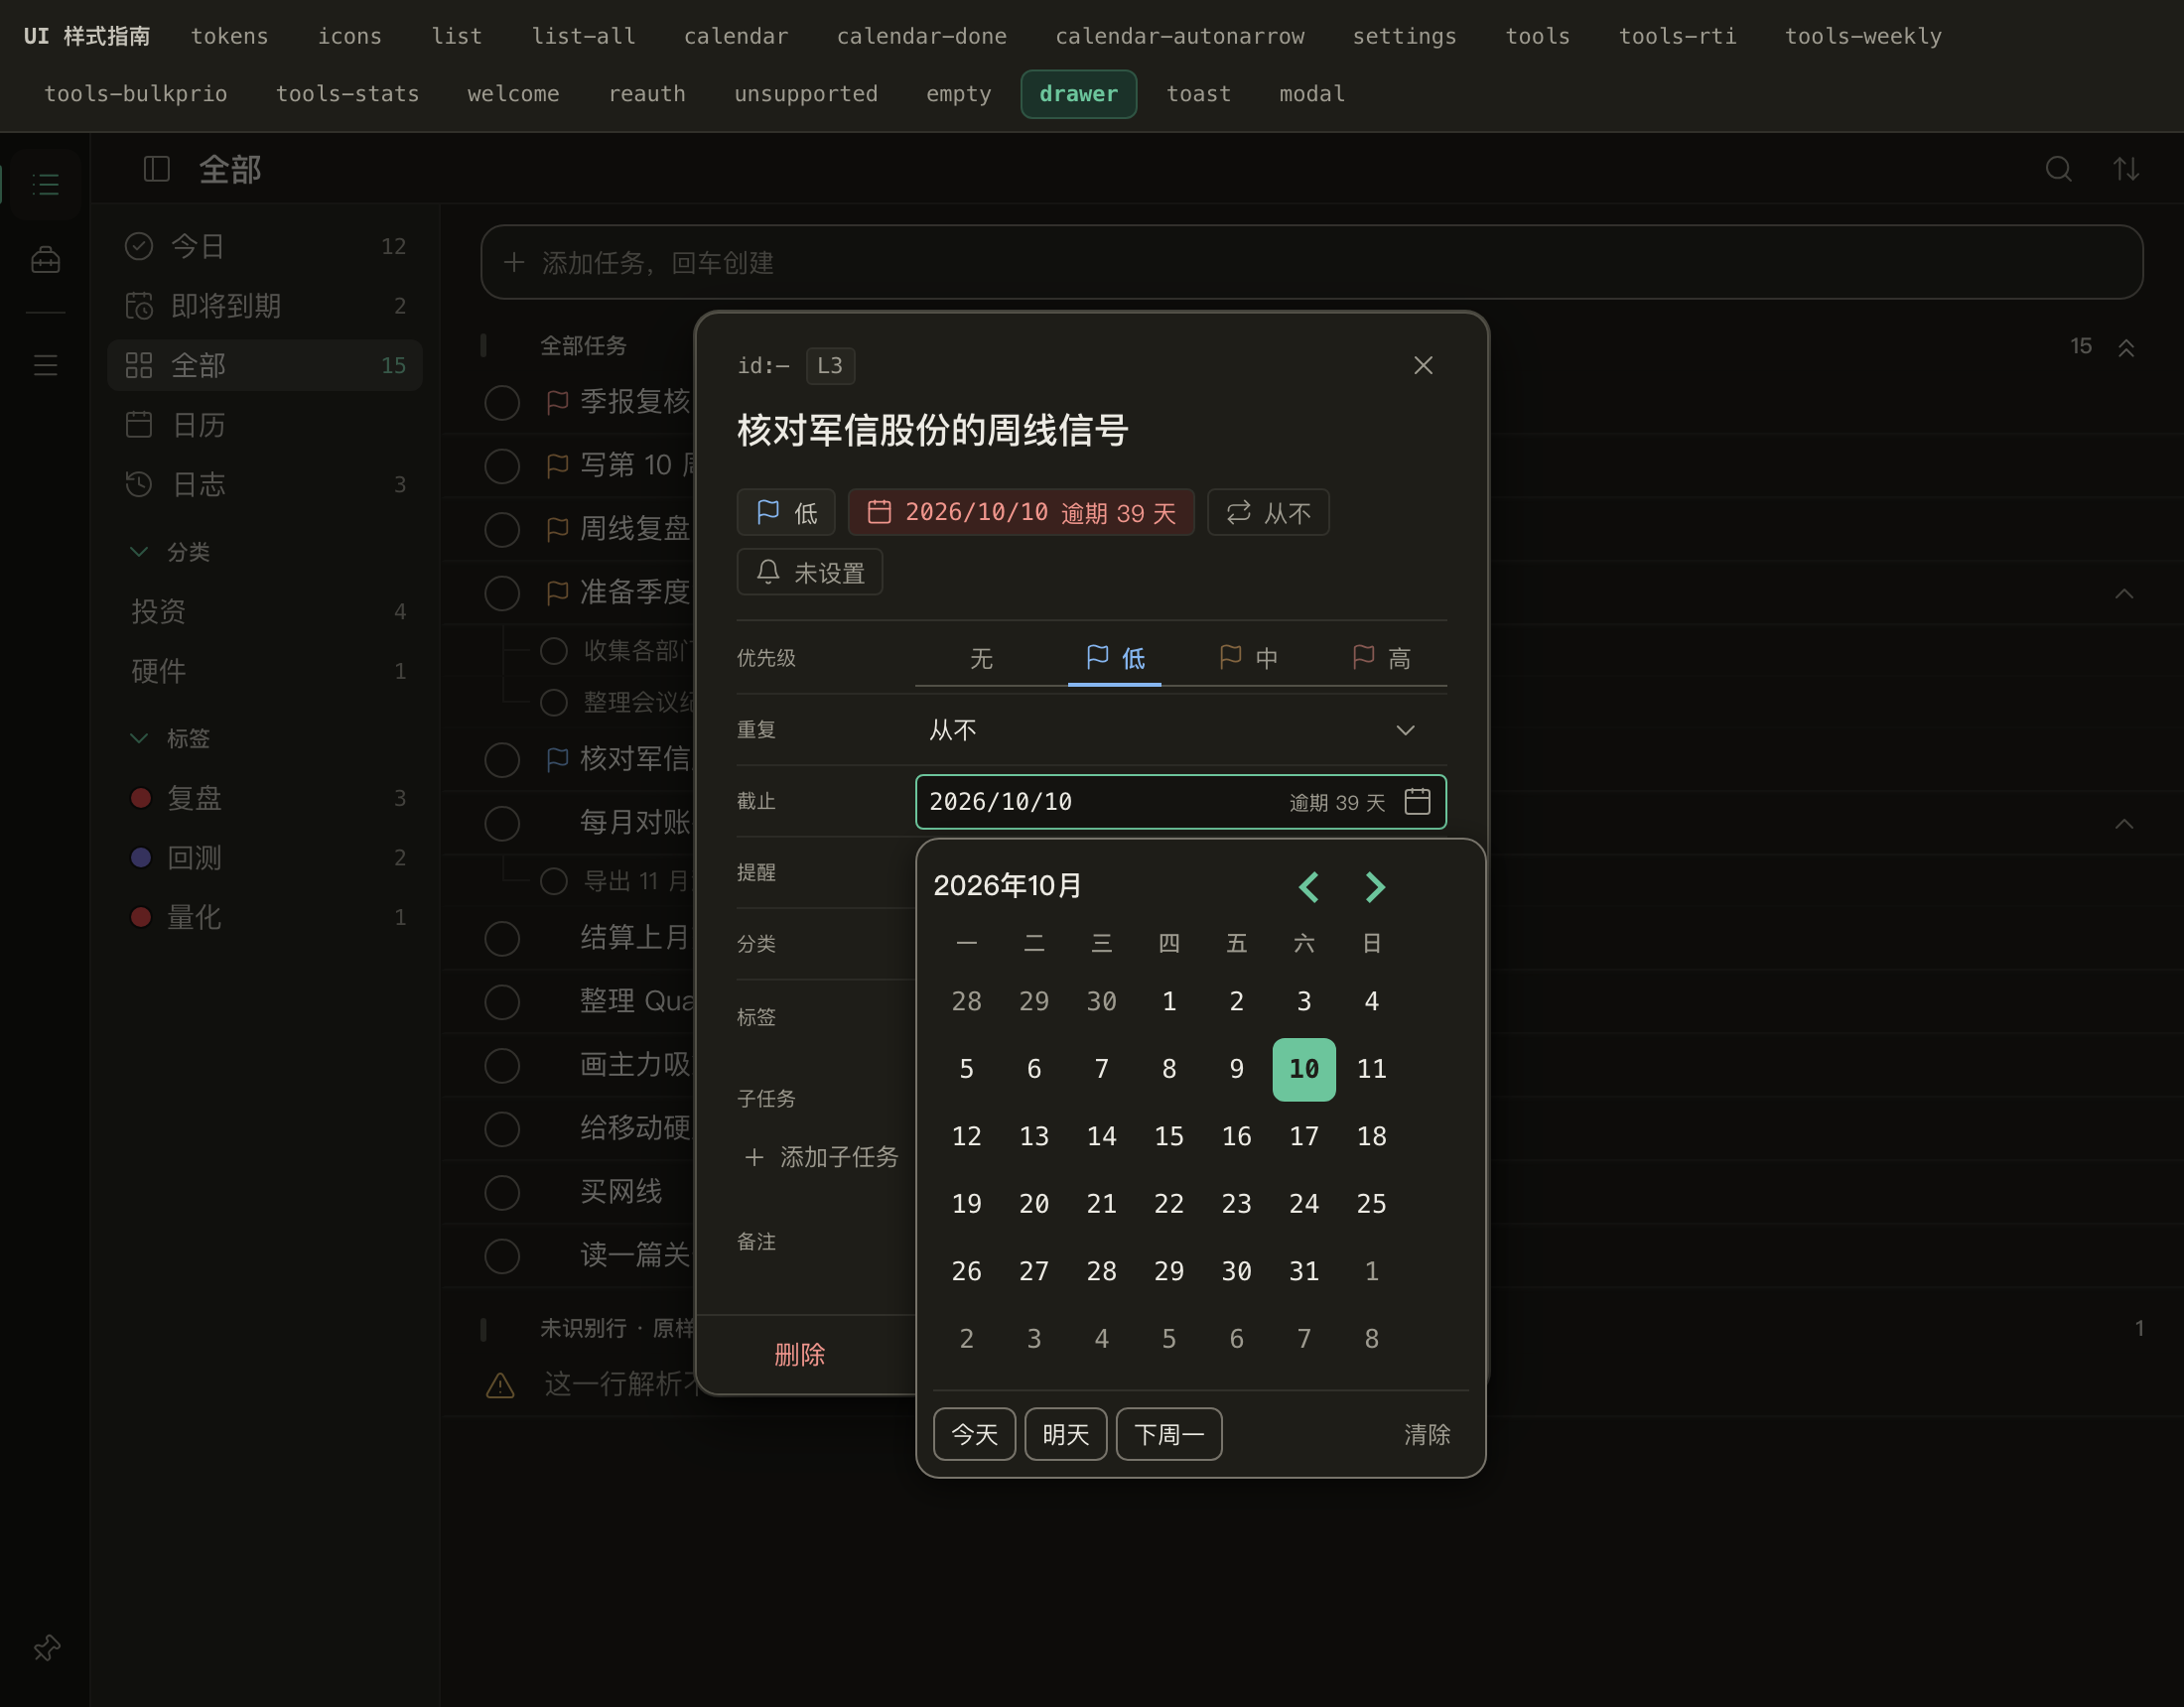 UI 样式指南 tokens icons list list-all calendar calendar-done calendar-autonarrow settings tools tools-rti tools-weekly
tools-bulkprio tools-stats welcome reauth unsupported empty drawer toast modal
全部
今日 12
即将到期 2
全部 15
日历
日志 3
分类
投资 4
硬件 1
标签
复盘 3
回测 2
量化 1
添加任务，回车创建
全部任务 15
季报复核
写第 10
周线复盘
准备季度
收集各部门
整理会议纪
核对军信
每月对账
导出 11 月
结算上月
整理 Qua
画主力吸
给移动硬
买网线
读一篇关
未识别行 · 原样 1
这一行解析不
id:— L3
核对军信股份的周线信号
低 2026/10/10 逾期 39 天 从不
未设置
优先级 无 低 中 高
重复 从不
截止 2026/10/10 逾期 39 天
提醒
分类
标签
子任务
添加子任务
备注
删除
2026年10月
一 二 三 四 五 六 日
28 29 30 1 2 3 4
5 6 7 8 9 10 11
12 13 14 15 16 17 18
19 20 21 22 23 24 25
26 27 28 29 30 31 1
2 3 4 5 6 7 8
今天 明天 下周一 清除